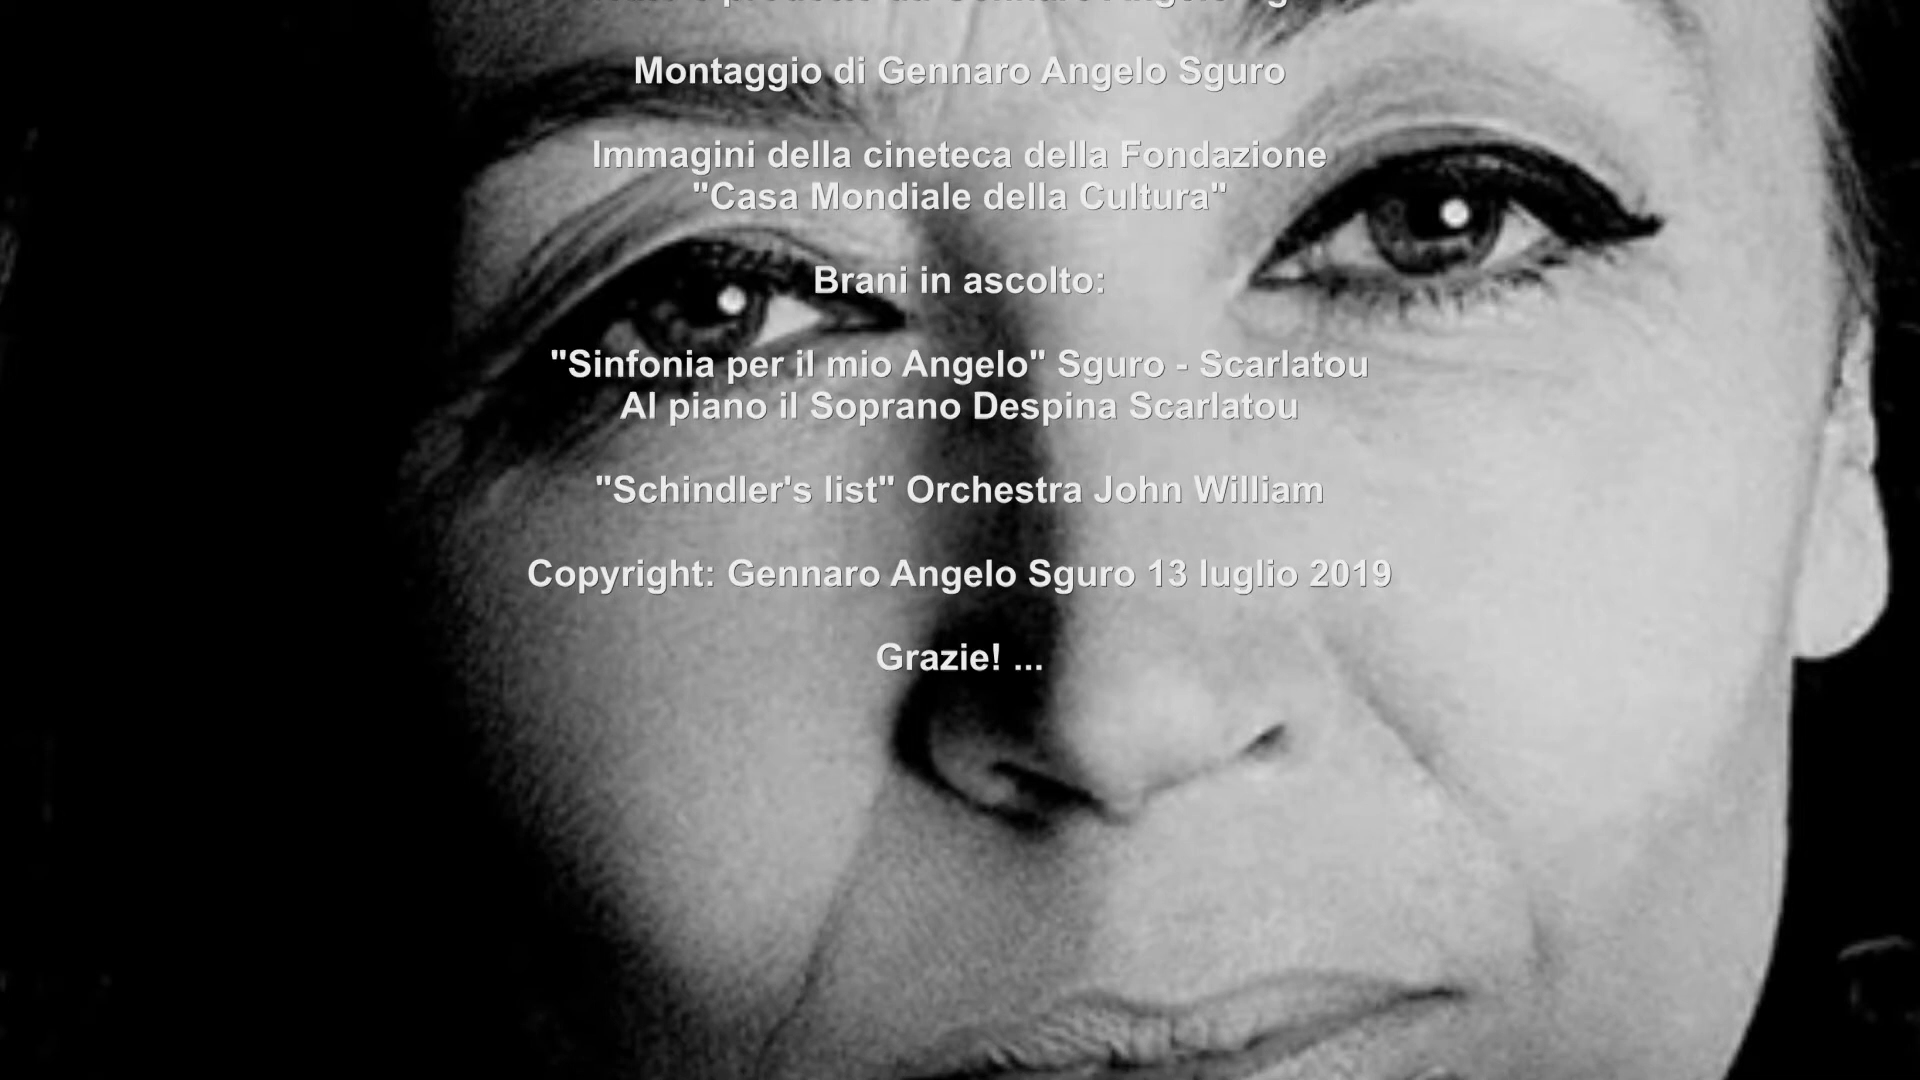 Montaggio di Gennaro Angelo Sguro
Immagini della cineteca della Fondazione
"Casa Mondiale della Cultura"
Brani in ascolto:
"Sinfonia per il mio Angelo" Sguro - Scarlatou
Al piano il Soprano Despina Scarlatou
"Schindler's list" Orchestra John William
Copyright: Gennaro Angelo Sguro 13 luglio 2019
Grazie! ...